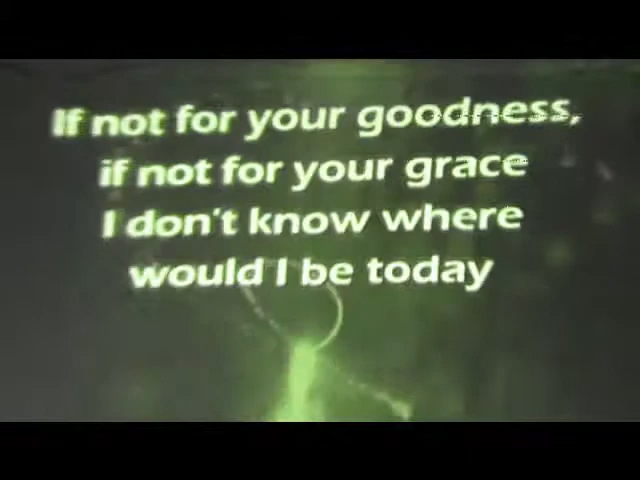 If not for your goodness,
if not for your grace
I don't know where
would I be today